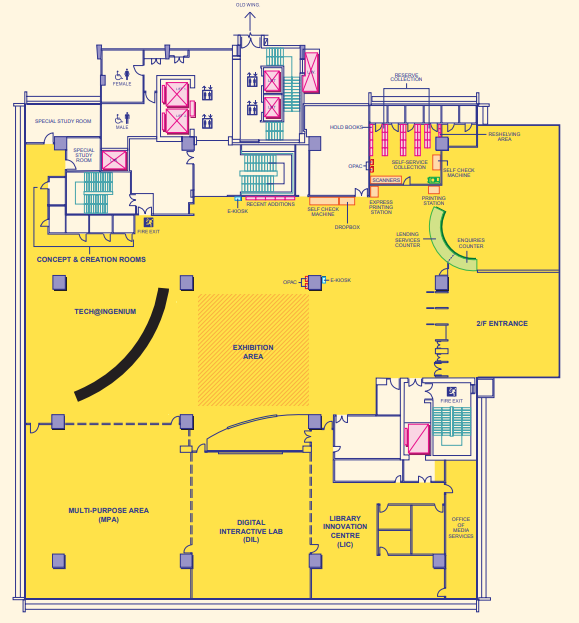 OLD WING
FEMALE
MALE
SPECIAL STUDY ROOM
SPECIAL
STUDY
ROOM
RESERVE
COLLECTION
HOLD BOOKS
RESHELVING
AREA
OPAC
SELF-SERVICE
COLLECTION
SELF CHECK
MACHINE
SCANNERS
EXPRESS
PRINTING
STATION
PRINTING
STATION
E-KIOSK
RECENT ADDITIONS
SELF CHECK
MACHINE
DROPBOX
FIRE EXIT
LENDING
SERVICES
COUNTER
ENQUIRIES
COUNTER
CONCEPT & CREATION ROOMS
OPAC
E-KIOSK
TECH@INGENIUM
EXHIBITION
AREA
2/F ENTRANCE
FIRE EXIT
MULTI-PURPOSE AREA
(MPA)
DIGITAL
INTERACTIVE LAB
(DIL)
LIBRARY
INNOVATION
CENTRE
(LIC)
OFFICE
OF
MEDIA
SERVICES